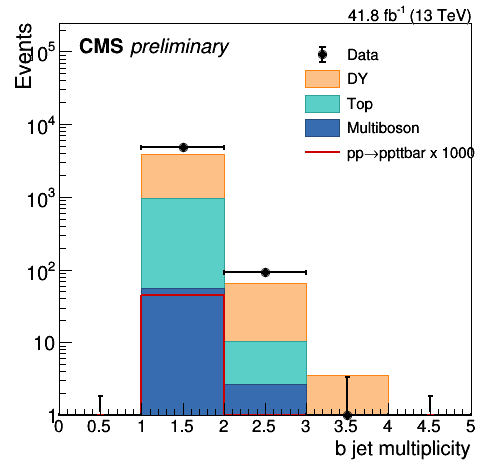 41.8 fb⁻¹ (13 TeV)
CMS preliminary
Events
Data
DY
Top
Multiboson
pp→ppttbar x 1000
10⁵
10⁴
10³
10²
10
1
0 0.5 1 1.5 2 2.5 3 3.5 4 4.5 5
b jet multiplicity